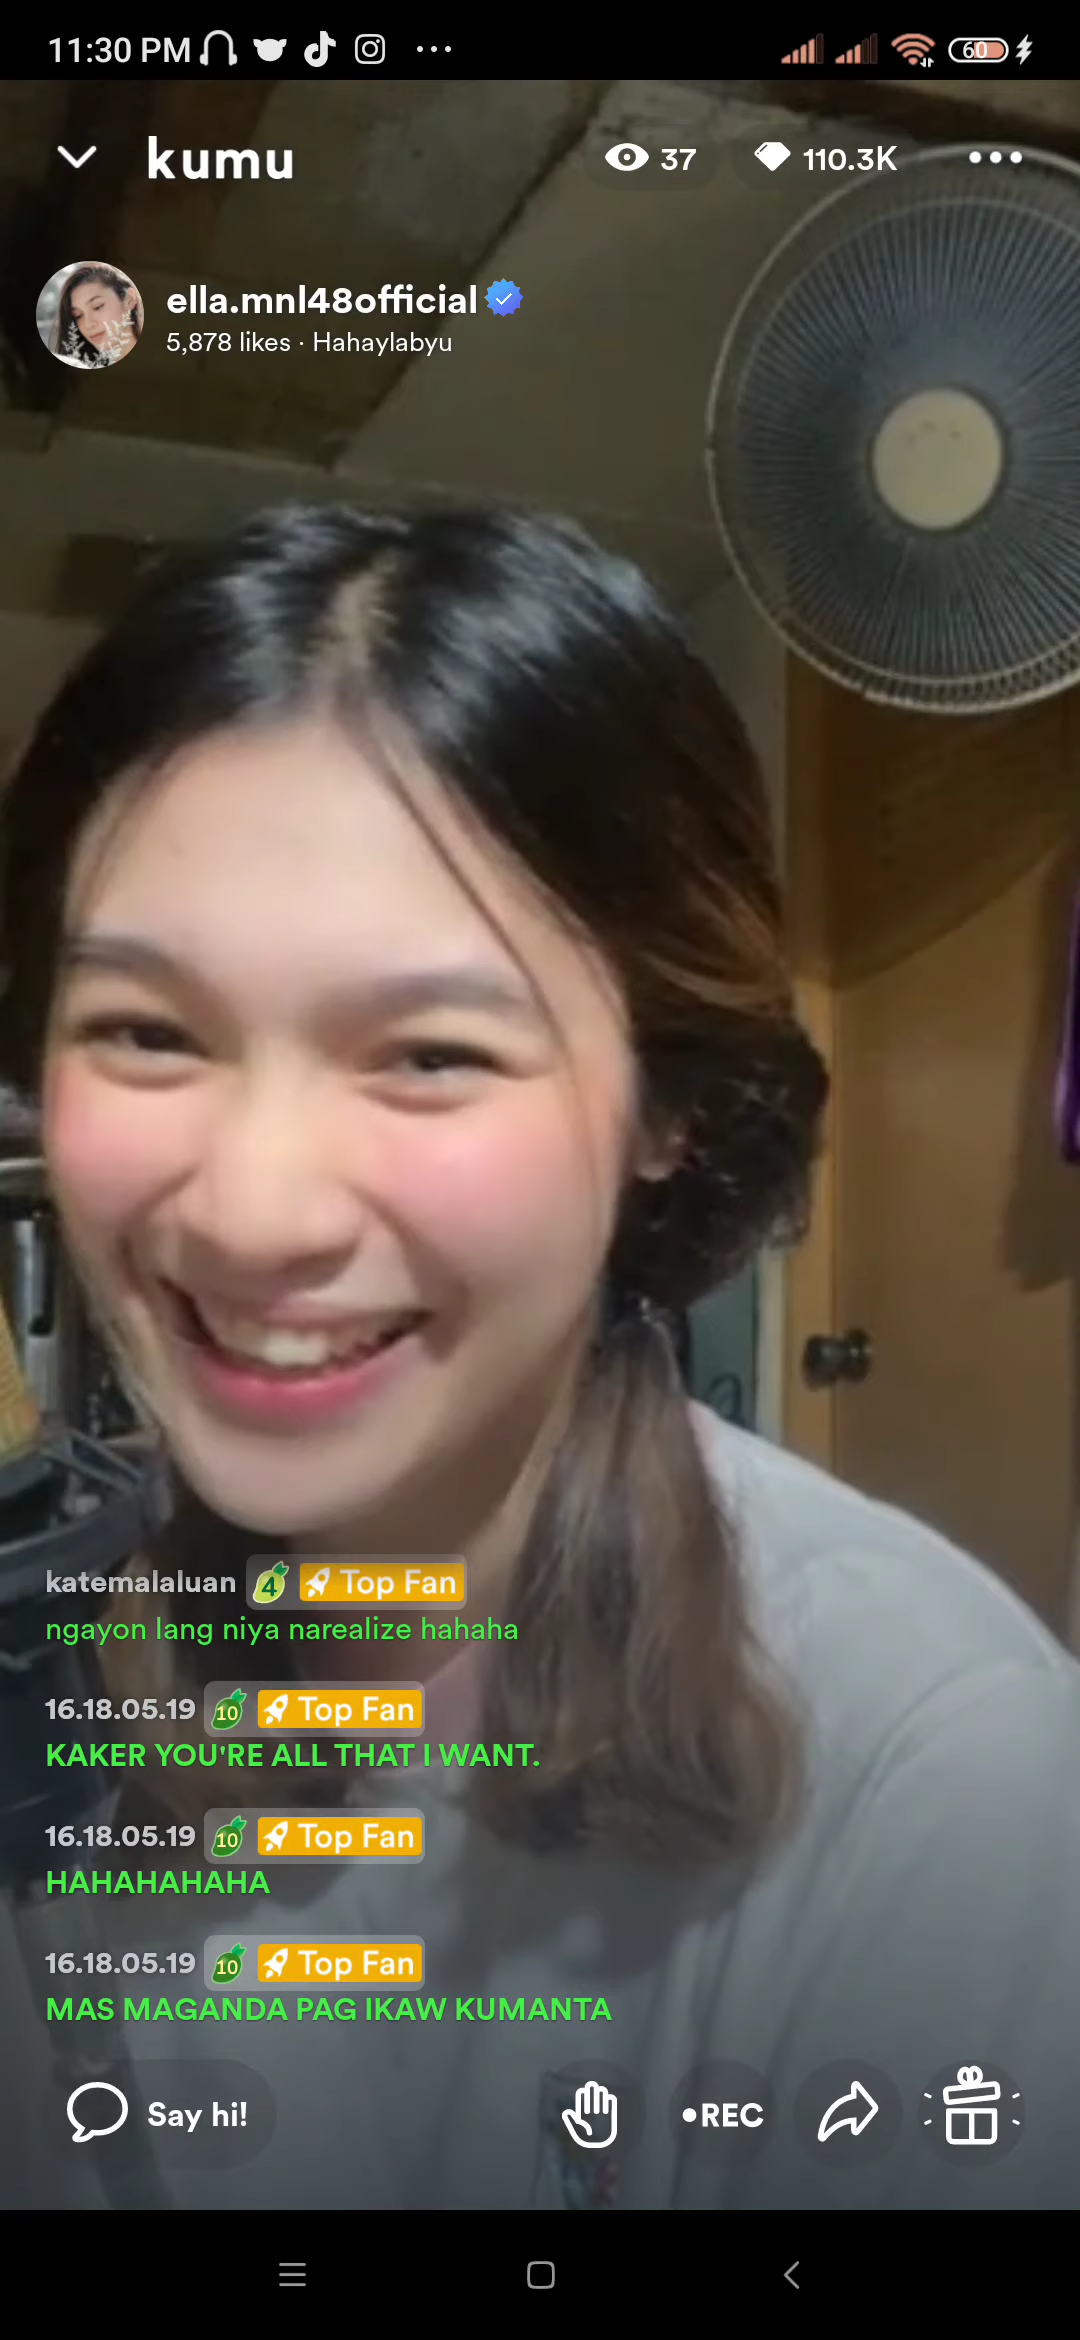 11:30 PM
60
kumu
37
110.3K
ella.mnl48official
5,878 likes · Hahaylabyu
katemalaluan 4 Top Fan
ngayon lang niya narealize hahaha
16.18.05.19 10 Top Fan
KAKER YOU'RE ALL THAT I WANT.
16.18.05.19 10 Top Fan
HAHAHAHAHA
16.18.05.19 10 Top Fan
MAS MAGANDA PAG IKAW KUMANTA
Say hi!
REC